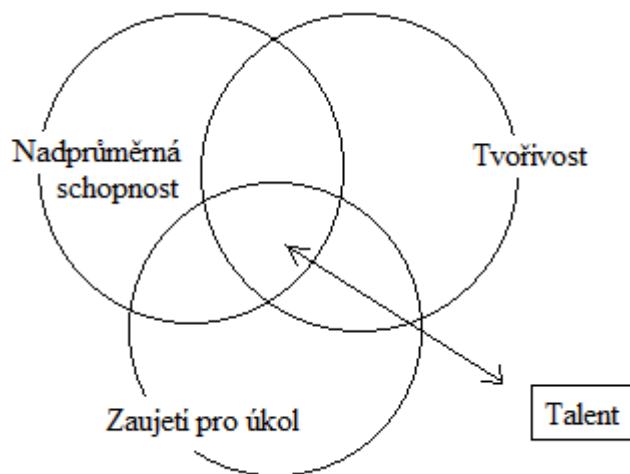 Nadprůměrná
schopnost
Tvořivost
Zaujetí pro úkol
Talent